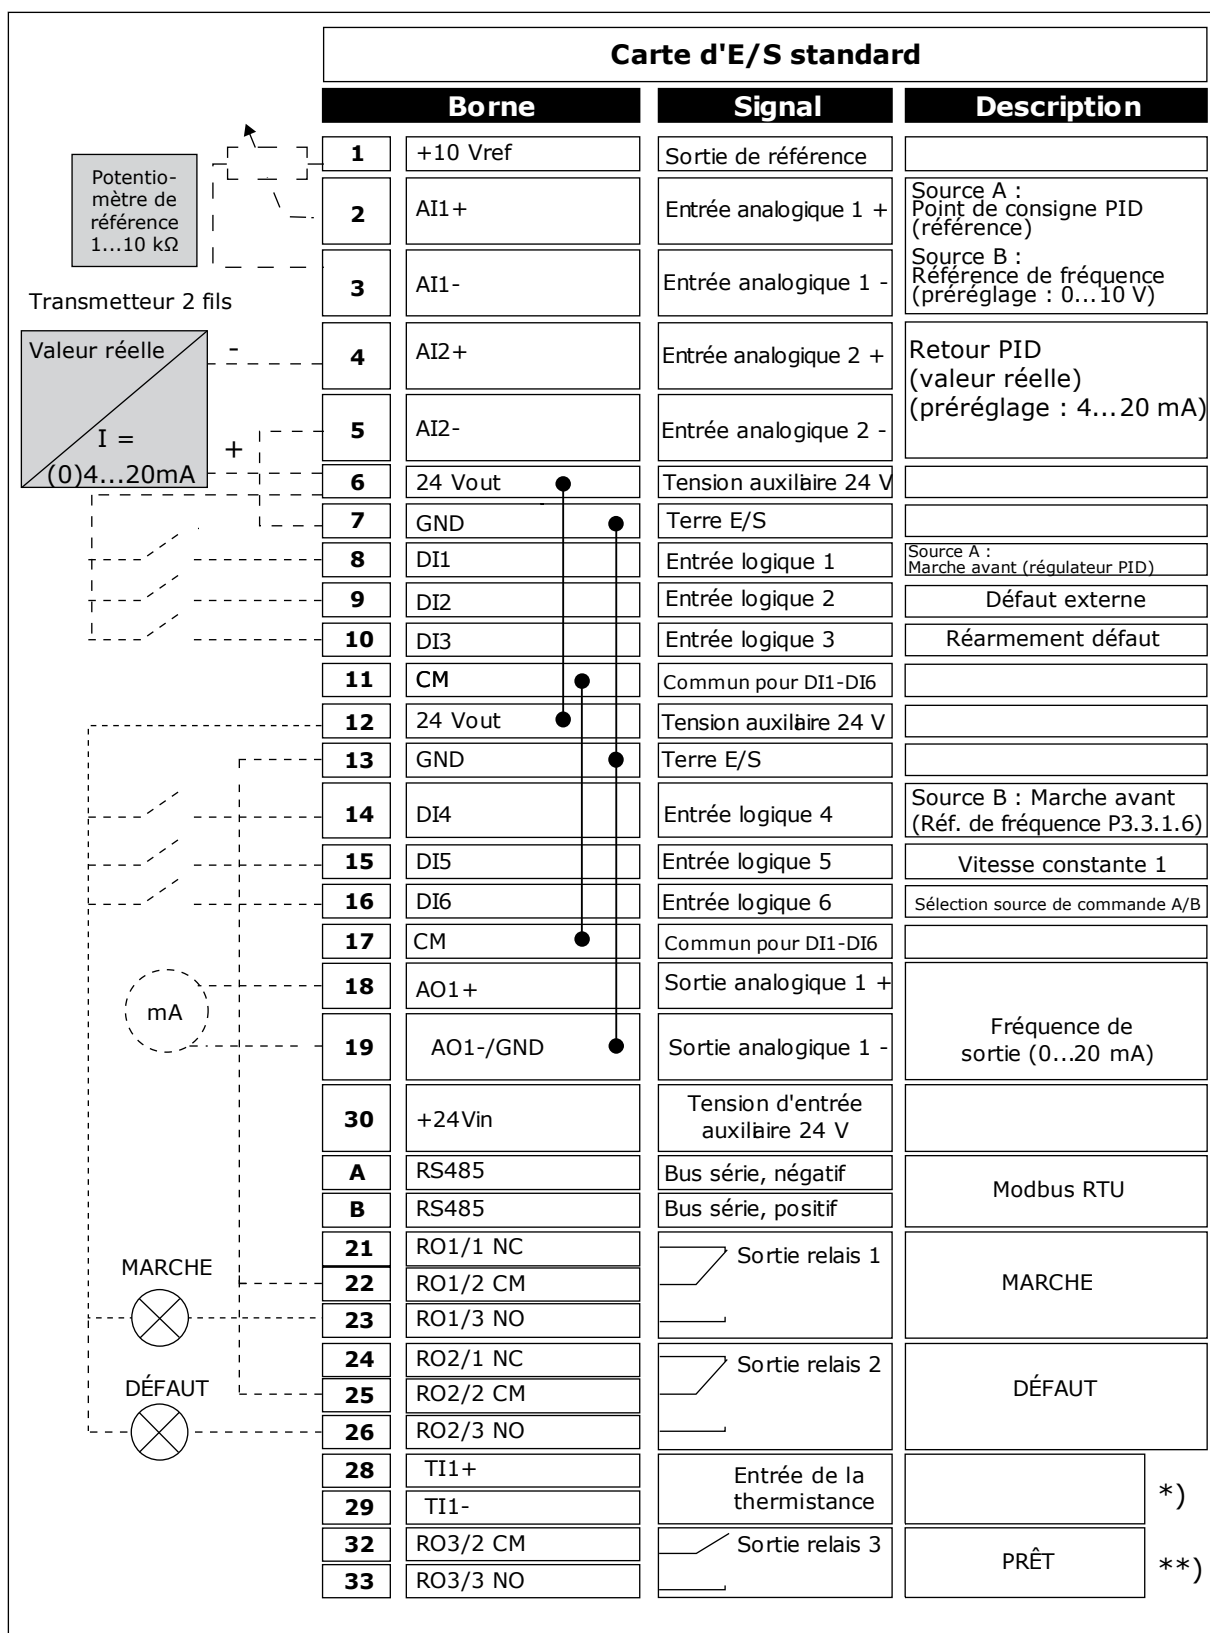 Carte d'E/S standard
Borne Signal Description
Potentio-
mètre de
référence
1...10 kΩ
1 +10 Vref Sortie de référence
2 AI1+ Entrée analogique 1 +
Source A :
Point de consigne PID
(référence)
Source B :
Référence de fréquence
(préréglage : 0...10 V)
3 AI1- Entrée analogique 1 -
Transmetteur 2 fils
Valeur réelle
-
I =
+
(0)4...20mA
4 AI2+ Entrée analogique 2 +
Retour PID
(valeur réelle)
(préréglage : 4...20 mA)
5 AI2- Entrée analogique 2 -
6 24 Vout Tension auxiliaire 24 V
7 GND Terre E/S
8 DI1 Entrée logique 1
Source A :
Marche avant (régulateur PID)
9 DI2 Entrée logique 2 Défaut externe
10 DI3 Entrée logique 3 Réarmement défaut
11 CM Commun pour DI1-DI6
12 24 Vout Tension auxiliaire 24 V
13 GND Terre E/S
14 DI4 Entrée logique 4
Source B : Marche avant
(Réf. de fréquence P3.3.1.6)
15 DI5 Entrée logique 5 Vitesse constante 1
16 DI6 Entrée logique 6 Sélection source de commande A/B
17 CM Commun pour DI1-DI6
mA
18 AO1+ Sortie analogique 1 +
19 AO1-/GND Sortie analogique 1 -
Fréquence de
sortie (0...20 mA)
30 +24Vin
Tension d'entrée
auxiliaire 24 V
A RS485 Bus série, négatif
B RS485 Bus série, positif
Modbus RTU
MARCHE
21 RO1/1 NC Sortie relais 1
22 RO1/2 CM MARCHE
23 RO1/3 NO
DÉFAUT
24 RO2/1 NC Sortie relais 2
25 RO2/2 CM DÉFAUT
26 RO2/3 NO
28 TI1+
29 TI1-
Entrée de la
thermistance
*)
32 RO3/2 CM Sortie relais 3
33 RO3/3 NO
PRÊT
**)